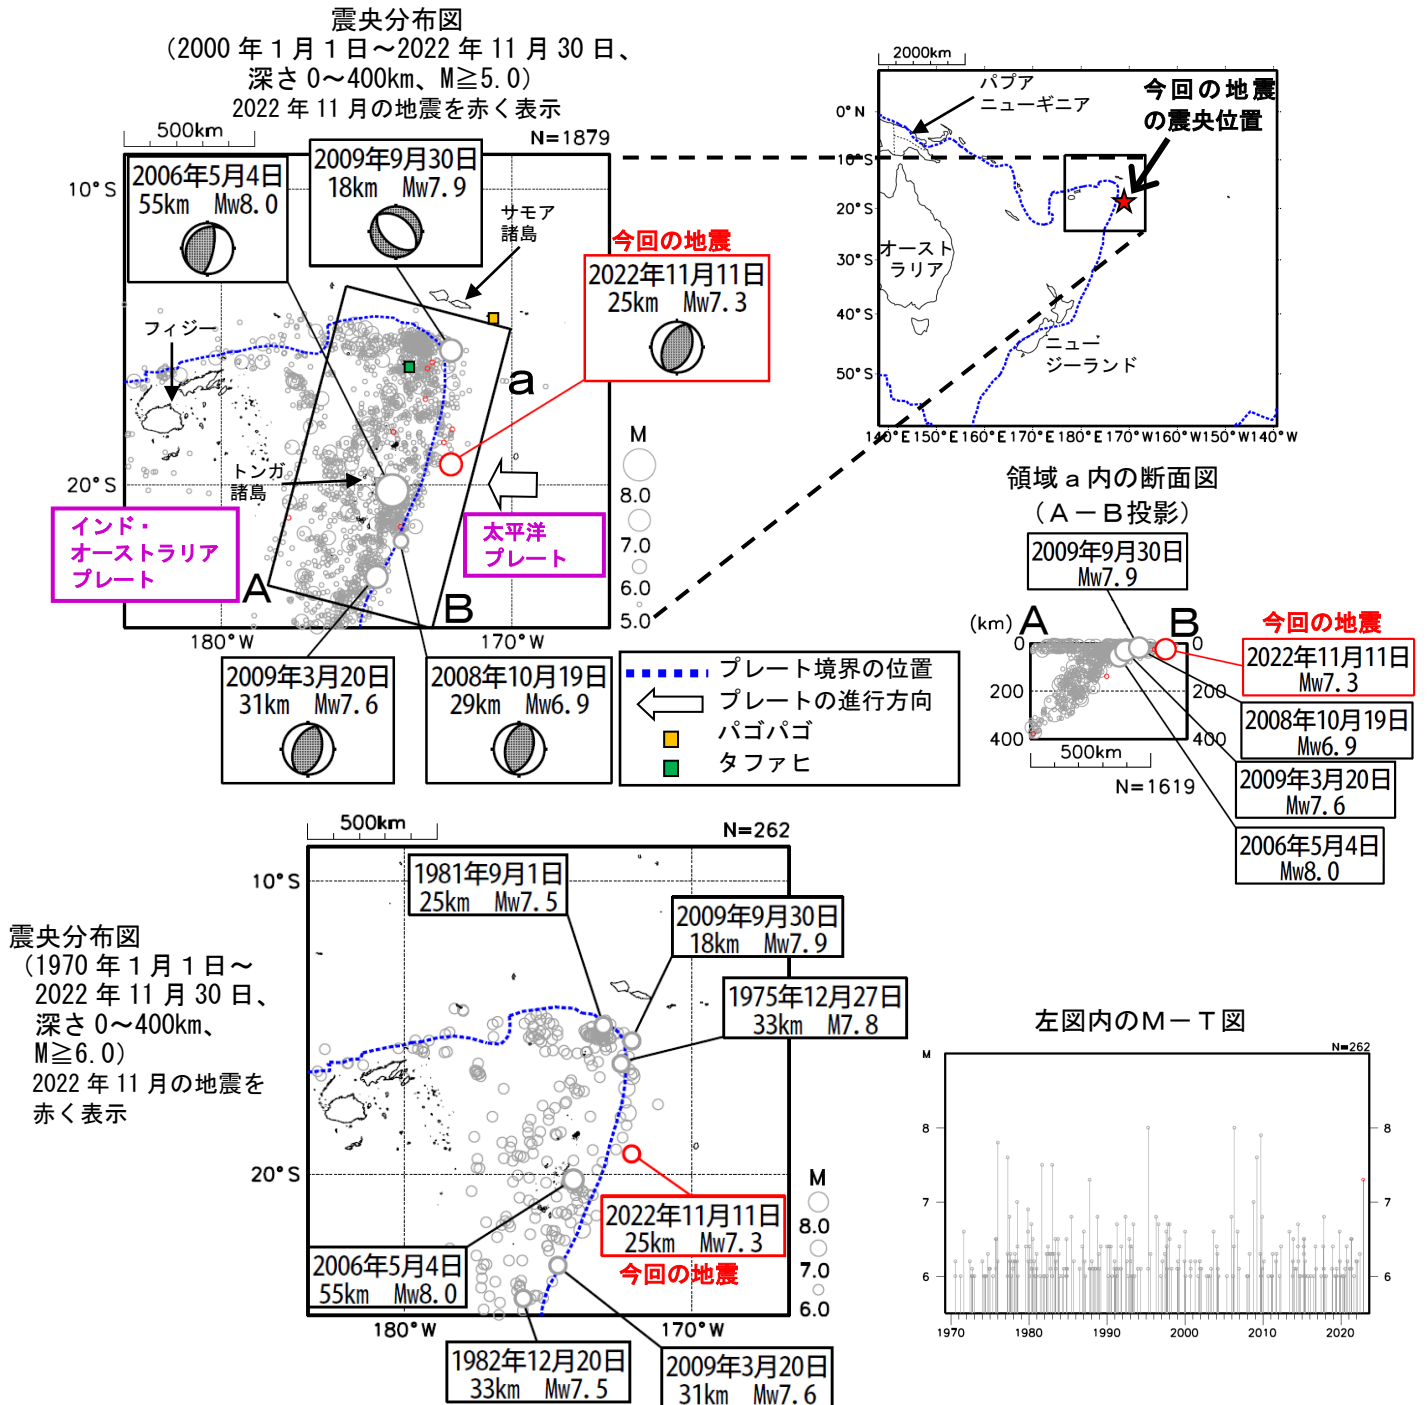 震央分布図
（2000年1月1日～2022年11月30日、
深さ0～400km、M≧5.0）
2022年11月の地震を赤く表示
500km
N=1879
2006年5月4日
55km Mw8.0
2009年9月30日
18km Mw7.9
サモア
諸島
今回の地震
2022年11月11日
25km Mw7.3
フィジー
トンガ
諸島
a
A
B
10°S
20°S
180°W
170°W
インド・
オーストラリア
プレート
太平洋
プレート
M
8.0
7.0
6.0
5.0
2009年3月20日
31km Mw7.6
2008年10月19日
29km Mw6.9
プレート境界の位置
プレートの進行方向
パゴパゴ
タファヒ
2000km
パプア
ニューギニア
今回の地震
の震央位置
オースト
ラリア
ニュー・
ジーランド
0°N
10°S
20°S
30°S
40°S
50°S
140°E 150°E 160°E 170°E 180°E 170°W 160°W 150°W 140°W
領域a内の断面図
（A－B投影）
2009年9月30日
Mw7.9
(km)
A
B
0
200
400
0
200
400
500km
N=1619
今回の地震
2022年11月11日
Mw7.3
2008年10月19日
Mw6.9
2009年3月20日
Mw7.6
2006年5月4日
Mw8.0
震央分布図
（1970年1月1日～
2022年11月30日、
深さ0～400km、
M≧6.0）
2022年11月の地震を
赤く表示
500km
N=262
1981年9月1日
25km Mw7.5
2009年9月30日
18km Mw7.9
1975年12月27日
33km M7.8
10°S
20°S
180°W
170°W
2022年11月11日
25km Mw7.3
今回の地震
2006年5月4日
55km Mw8.0
1982年12月20日
33km Mw7.5
2009年3月20日
31km Mw7.6
M
8.0
7.0
6.0
左図内のM－T図
N=262
M
8
7
6
8
7
6
1970 1980 1990 2000 2010 2020